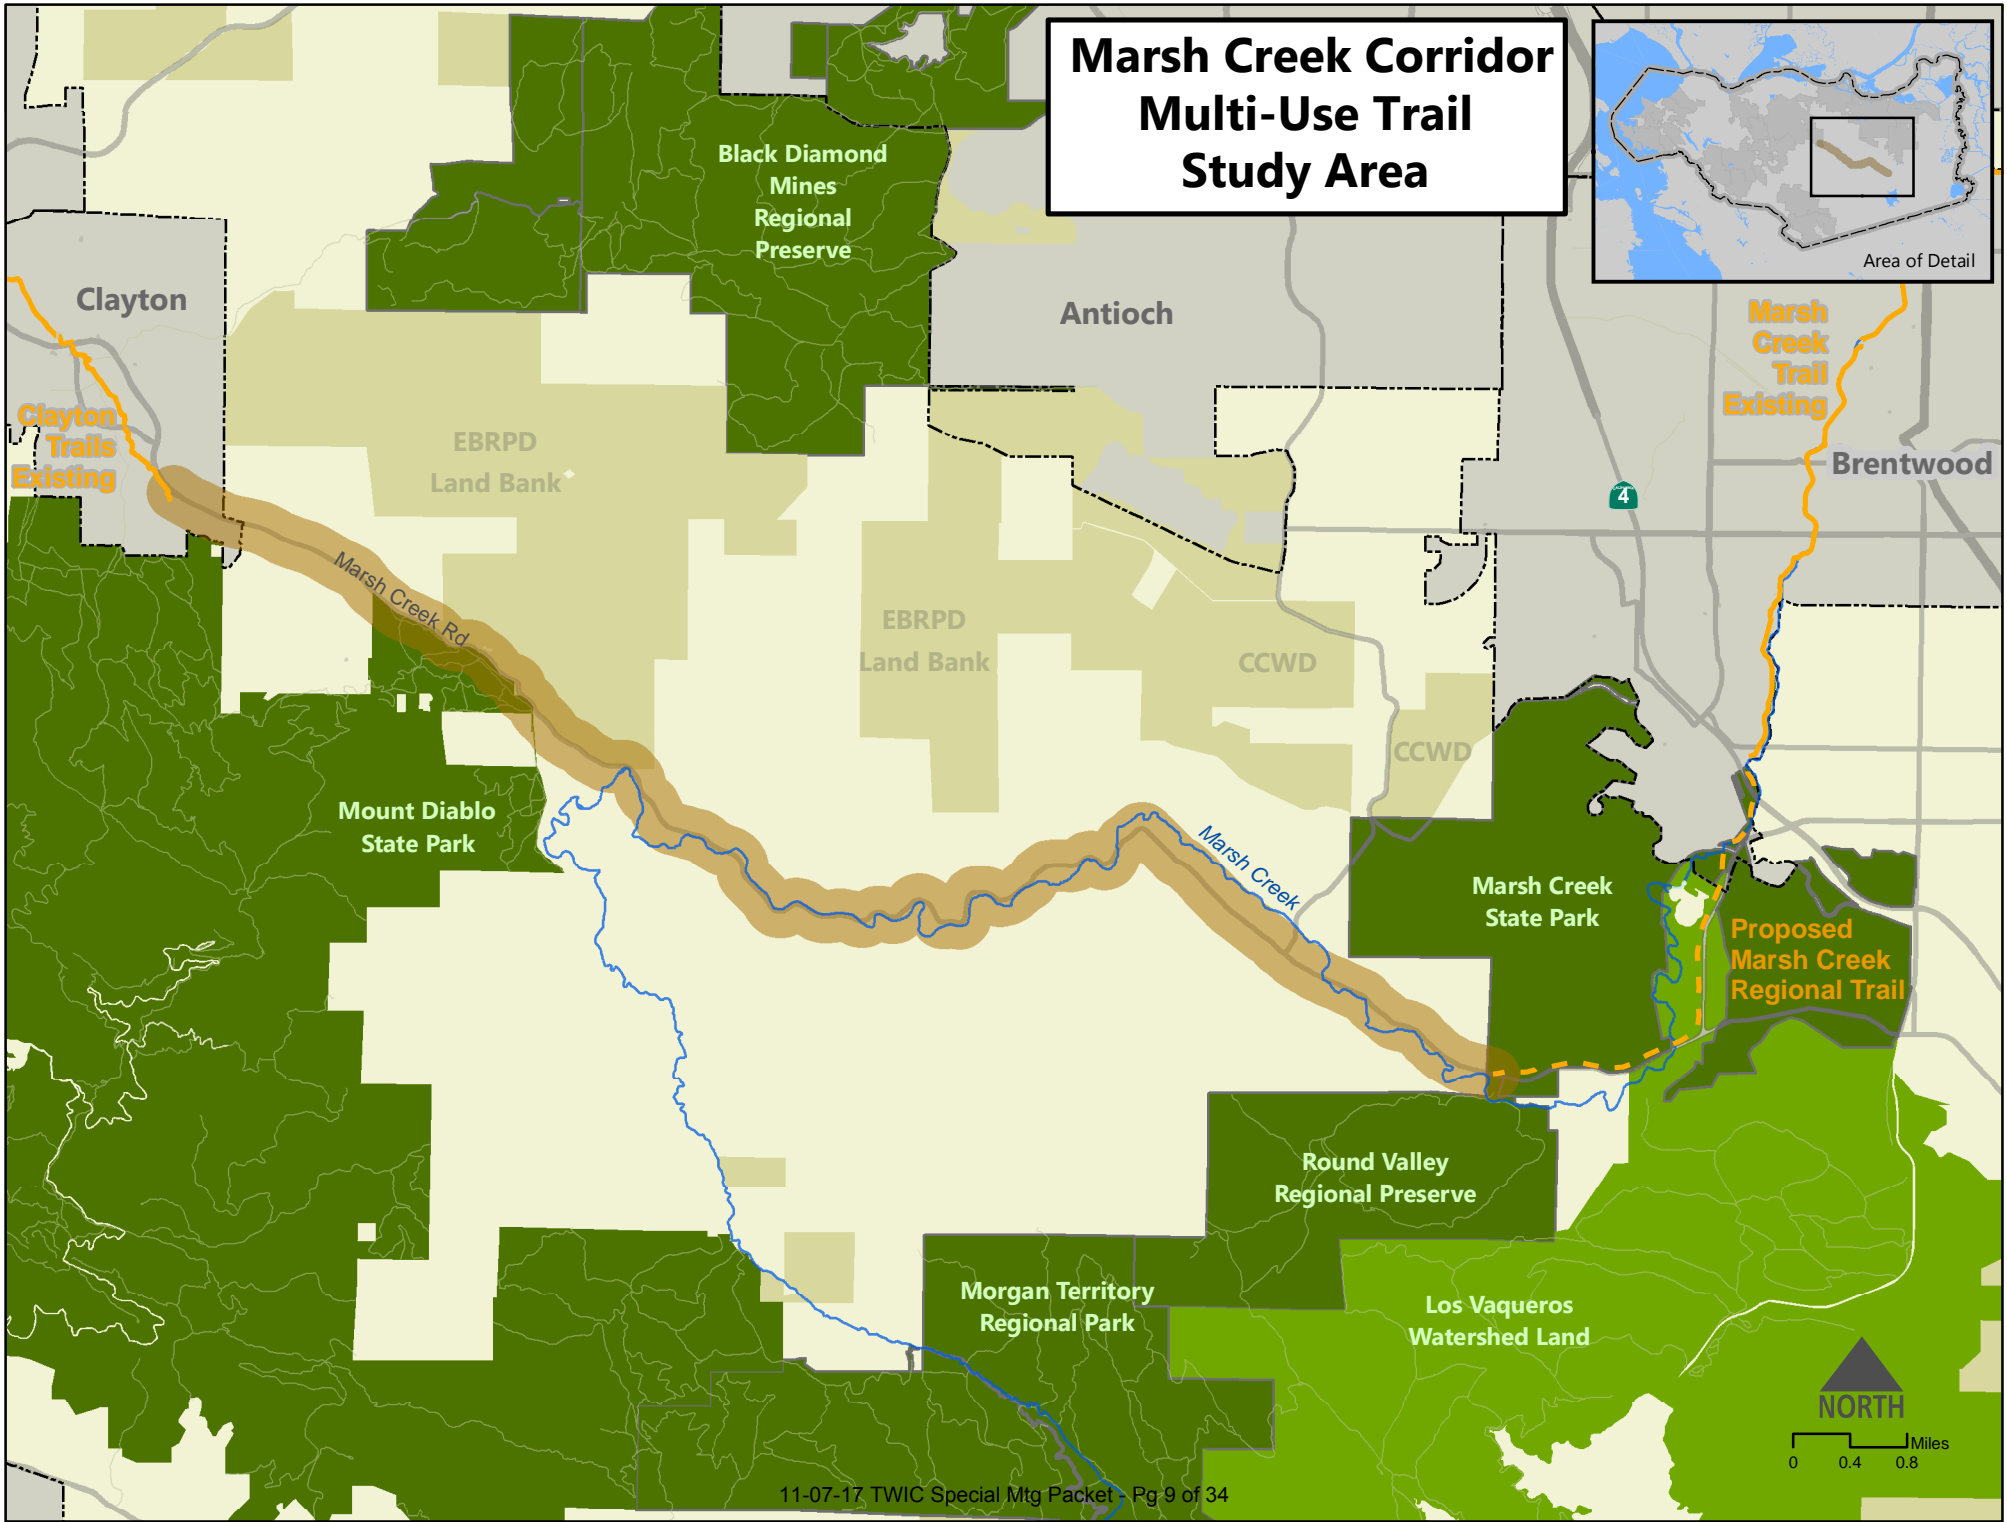 Marsh Creek Corridor
Multi-Use Trail
Study Area
Area of Detail
Black Diamond
Mines
Regional
Preserve
Clayton
Antioch
Marsh
Creek
Trail
Existing
Clayton
Trails
Existing
EBRPD
Land Bank
Brentwood
CALIFORNIA
4
Marsh Creek Rd
EBRPD
Land Bank
CCWD
CCWD
Mount Diablo
State Park
Marsh Creek
Marsh Creek
State Park
Proposed
Marsh Creek
Regional Trail
Round Valley
Regional Preserve
Morgan Territory
Regional Park
Los Vaqueros
Watershed Land
NORTH
Miles
0 0.4 0.8
11-07-17 TWIC Special Mtg Packet - Pg 9 of 34